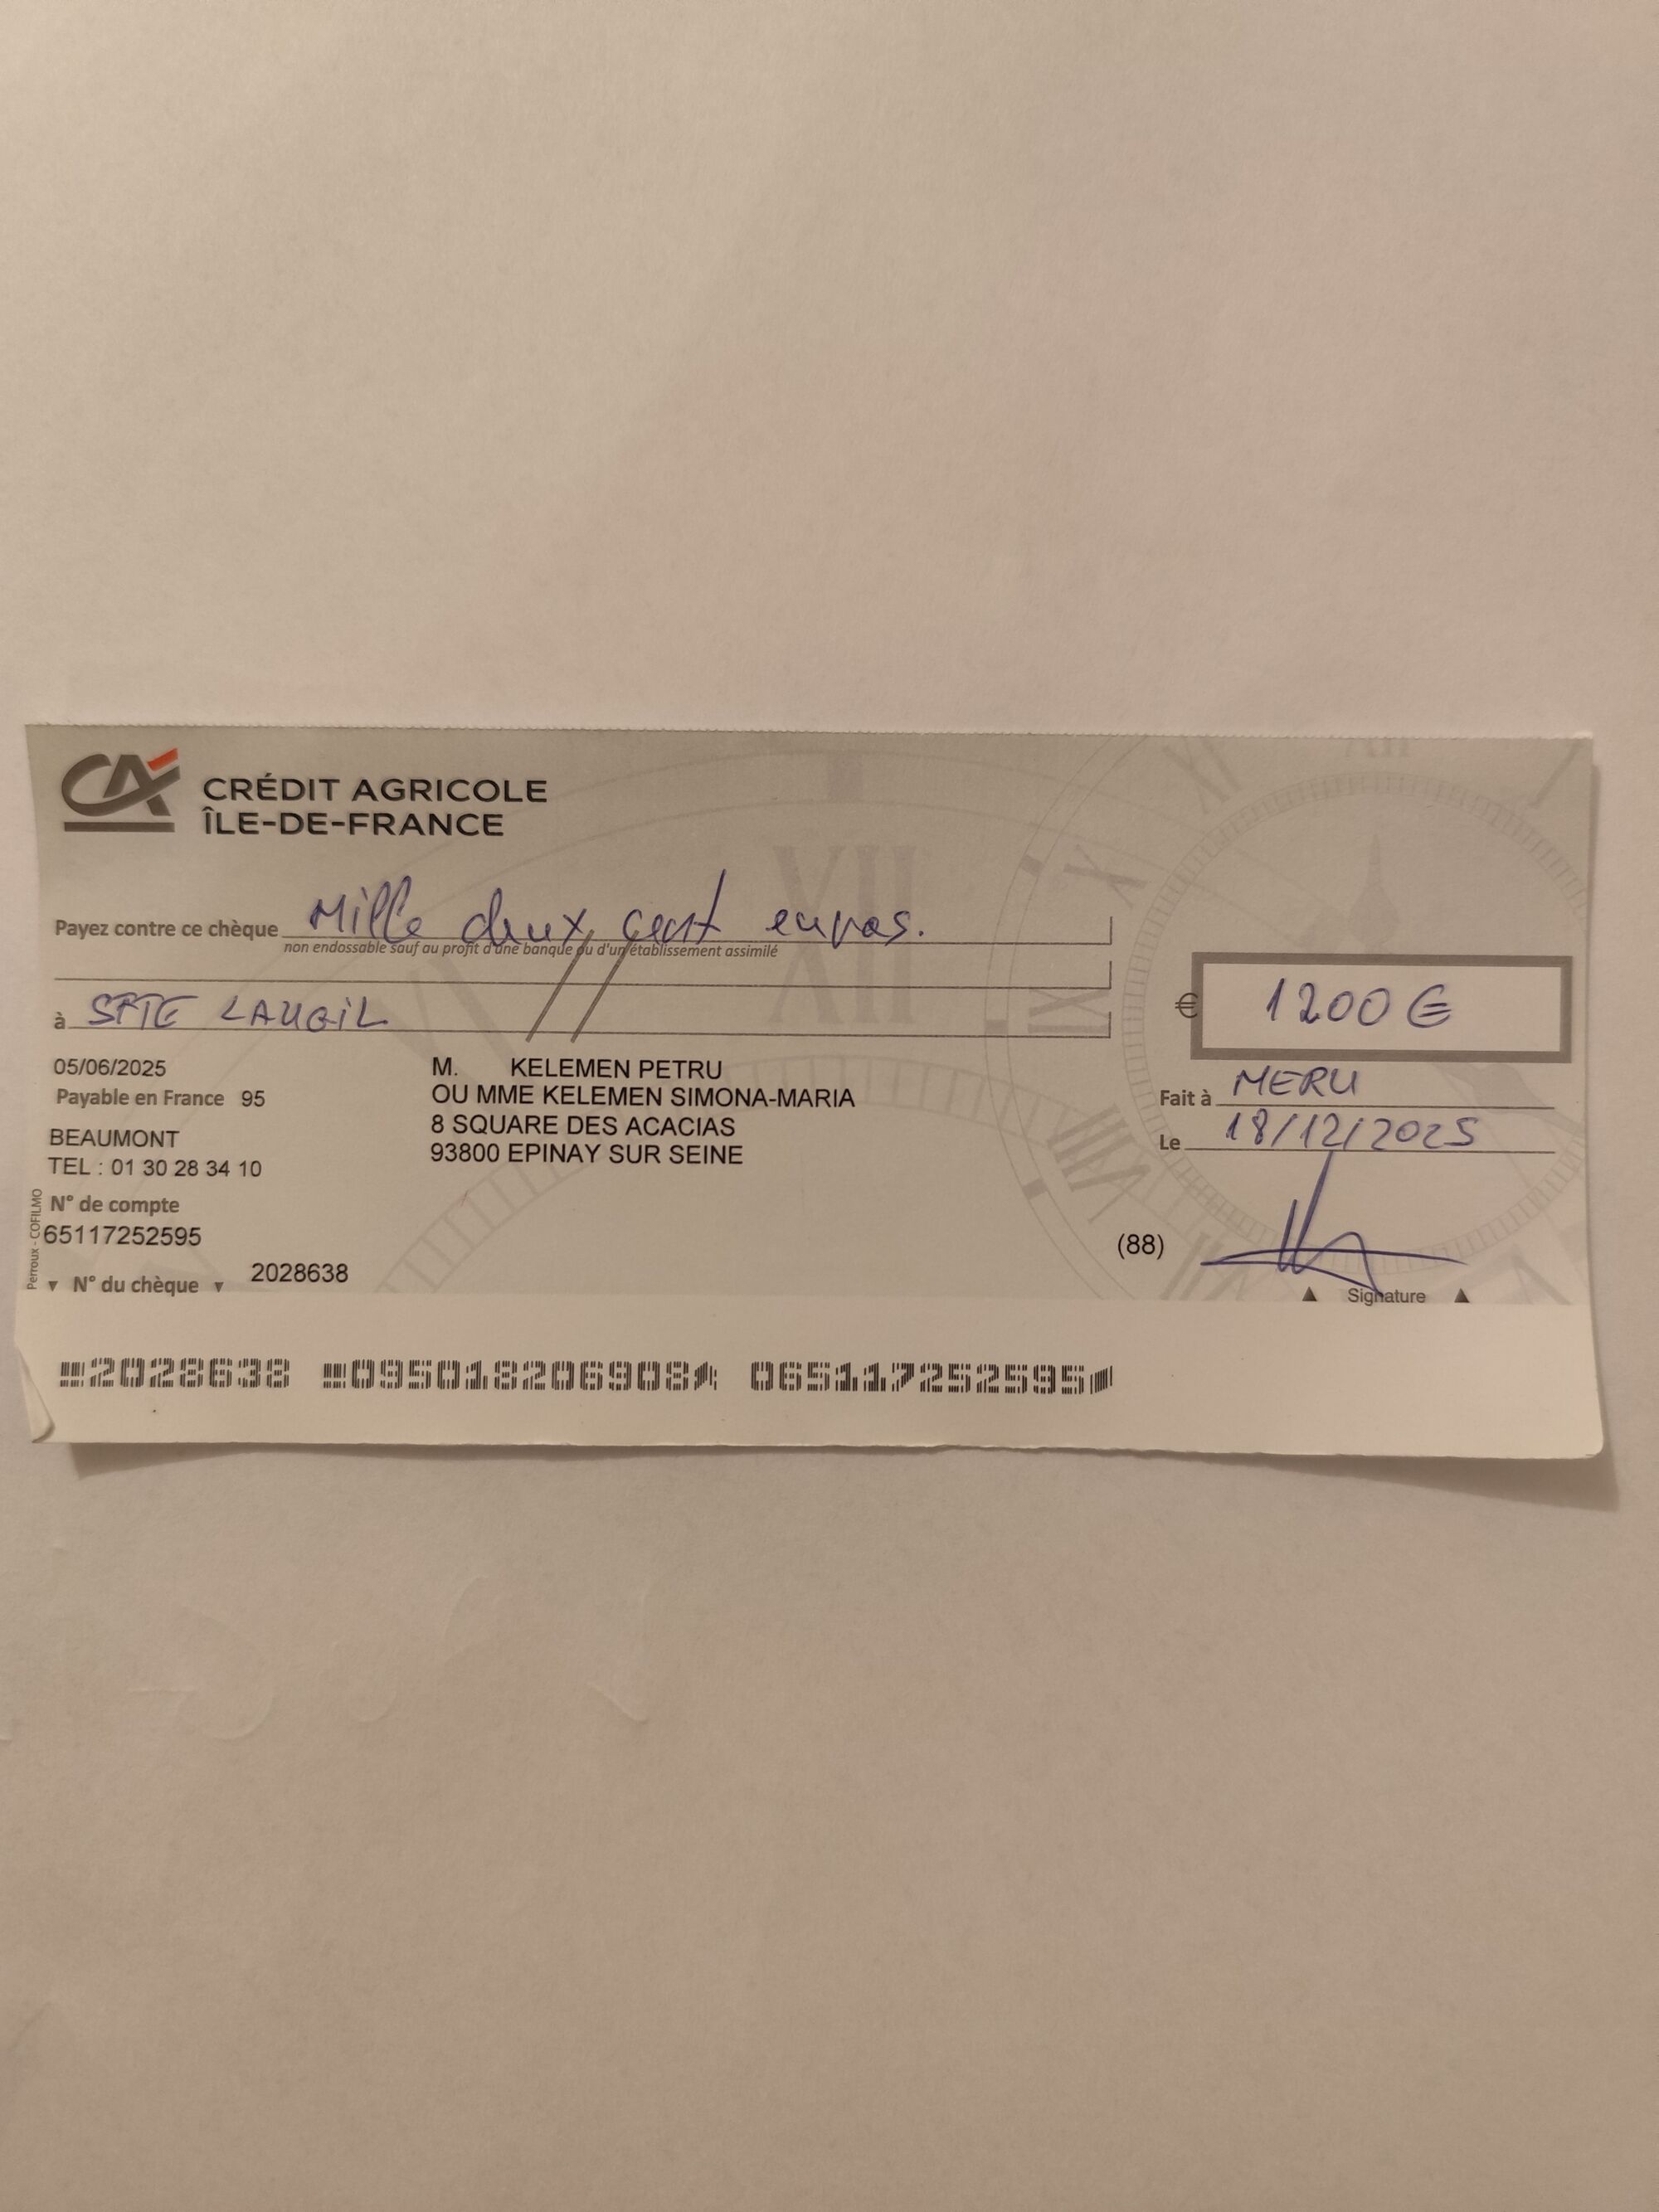 CRÉDIT AGRICOLE
ÎLE-DE-FRANCE
Payez contre ce chèque Mille deux cent euros.
non endossable sauf au profit d'une banque ou d'un établissement assimilé
€ 1200 €
à STTE LAUGIL
05/06/2025
Payable en France 95
BEAUMONT
TEL : 01 30 28 34 10
M. KELEMEN PETRU
OU MME KELEMEN SIMONA-MARIA
8 SQUARE DES ACACIAS
93800 EPINAY SUR SEINE
Fait à MERU
Le 18/12/2025
N° de compte
65117252595
Perroux - COFILMO
N° du chèque 2028638
(88)
Signature
2028638 095018206908 065117252595